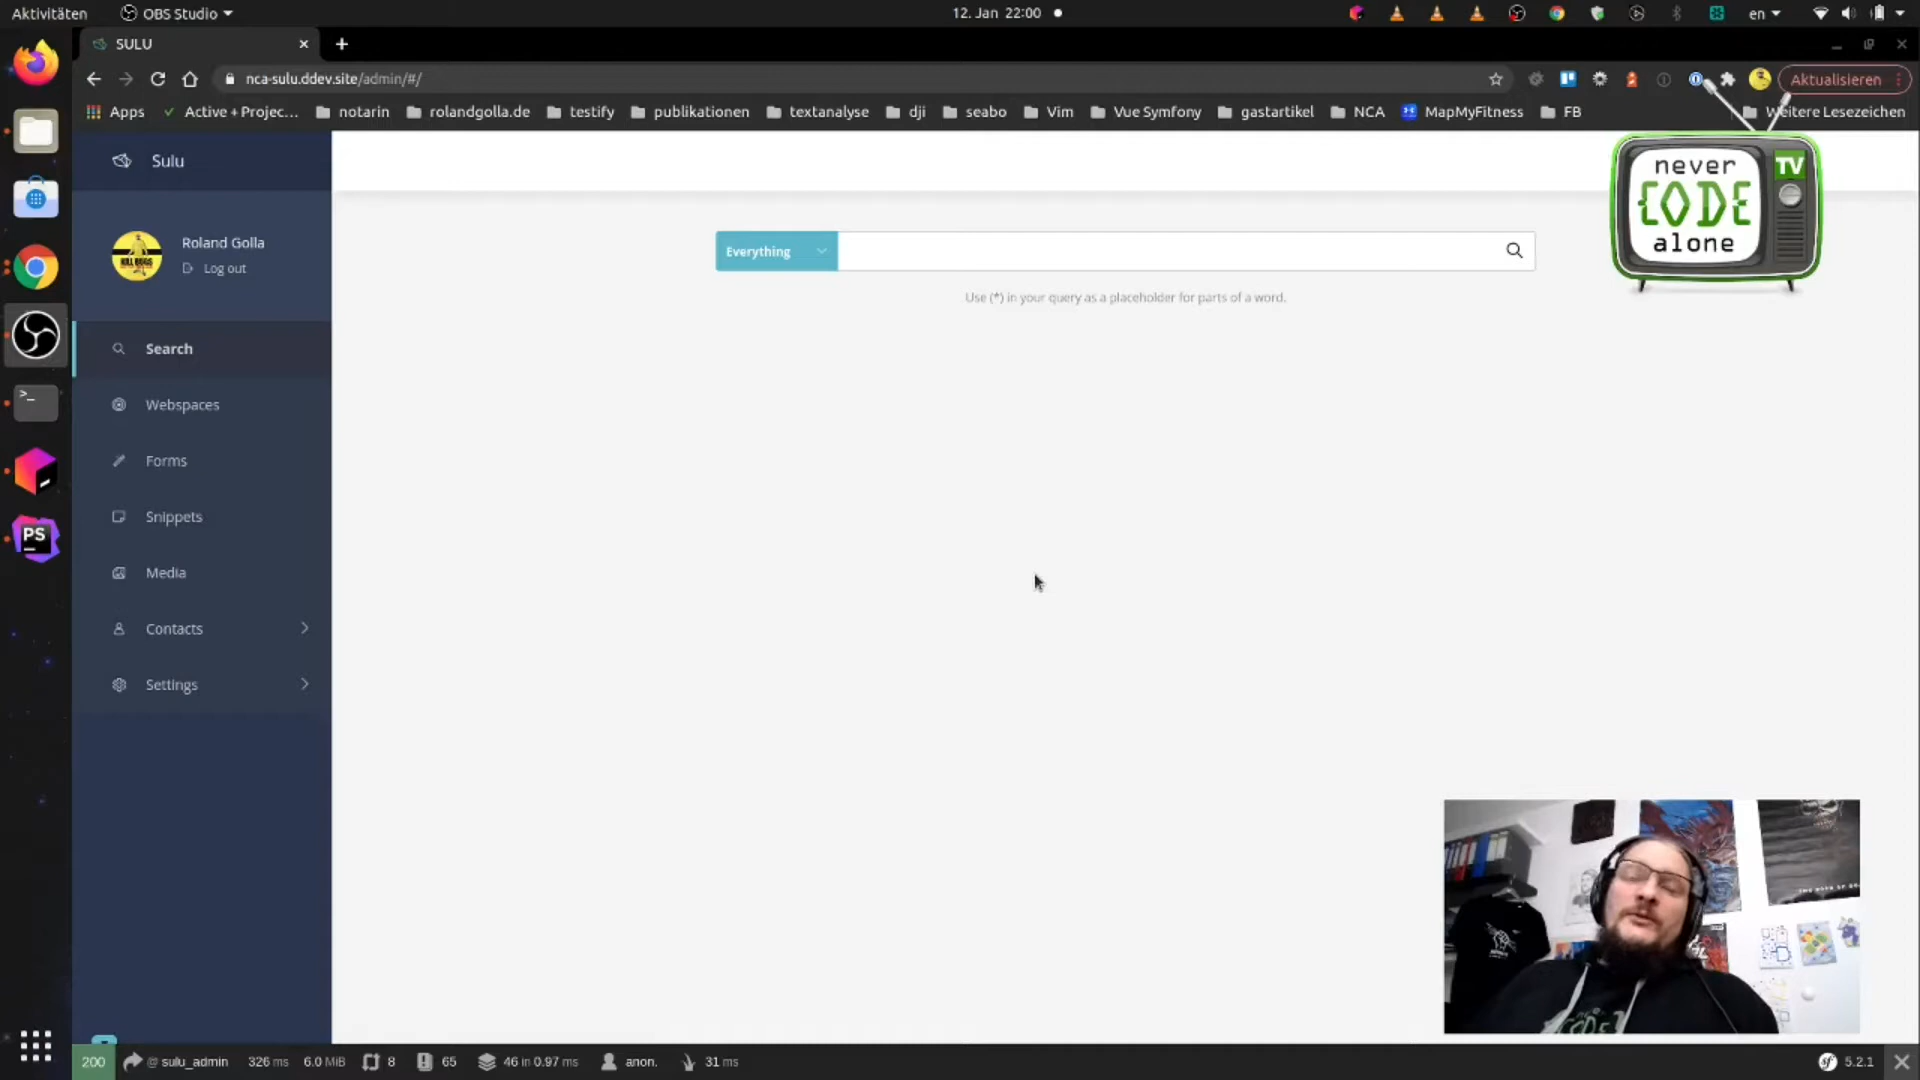 Aktivitäten
OBS Studio
12. Jan 22:00
en
SULU
nca-sulu.ddev.site/admin/#/
Aktualisieren
Apps
Active + Projec...
notarin
rolandgolla.de
testify
publikationen
textanalyse
dji
seabo
Vim
Vue Symfony
gastartikel
NCA
MapMyFitness
FB
Weitere Lesezeichen
Sulu
never
TV
{CODE
alone
Roland Golla
Log out
Everything
Use (*) in your query as a placeholder for parts of a word.
Search
Webspaces
Forms
Snippets
PS
Media
Contacts
Settings
200
@ sulu_admin
326 ms
6.0 MiB
8
65
46 in 0.97 ms
anon.
31 ms
5.2.1